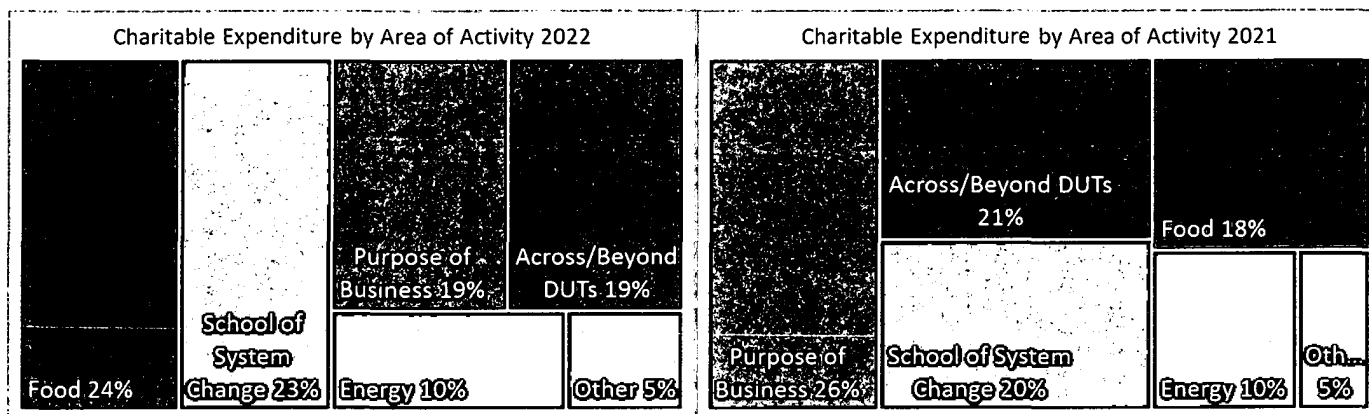 Charitable Expenditure by Area of Activity 2022
Food 24%
School of
System
Change 23%
Purpose of
Business 19%
Across/Beyond
DUTs 19%
Energy 10%
Other 5%
Charitable Expenditure by Area of Activity 2021
Purpose of
Business 26%
Across/Beyond DUTs
21%
School of System
Change 20%
Food 18%
Energy 10%
Oth...
5%